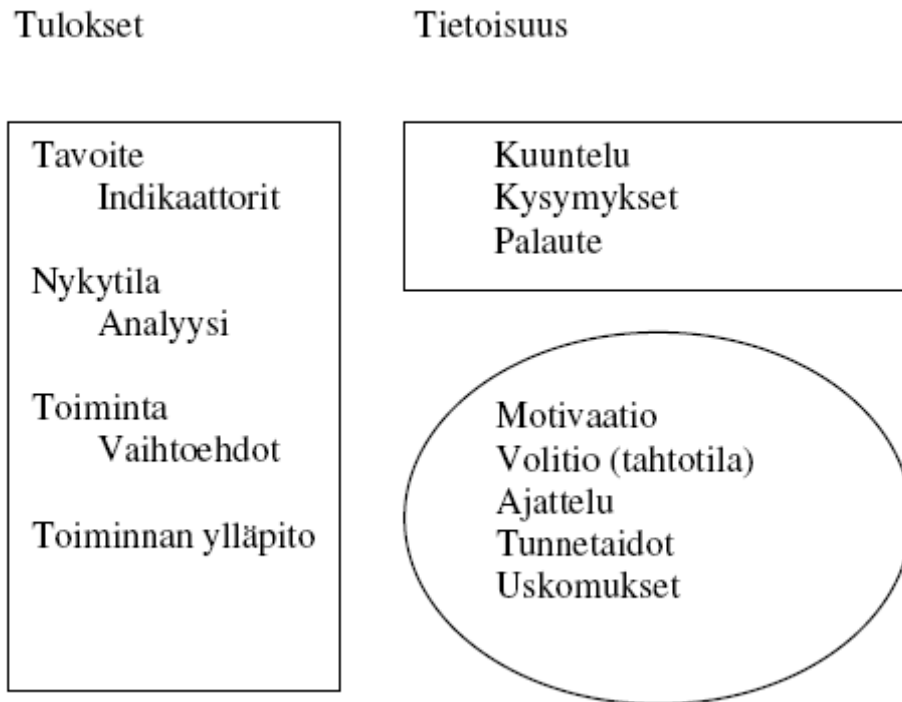 Tulokset
Tietoisuus
Tavoite
Indikaattorit
Nykytila
Analyysi
Toiminta
Vaihtoehdot
Toiminnan ylläpito
Kuuntelu
Kysymykset
Palaute
Motivaatio
Volitio (tahtotila)
Ajattelu
Tunnetaidot
Uskomukset